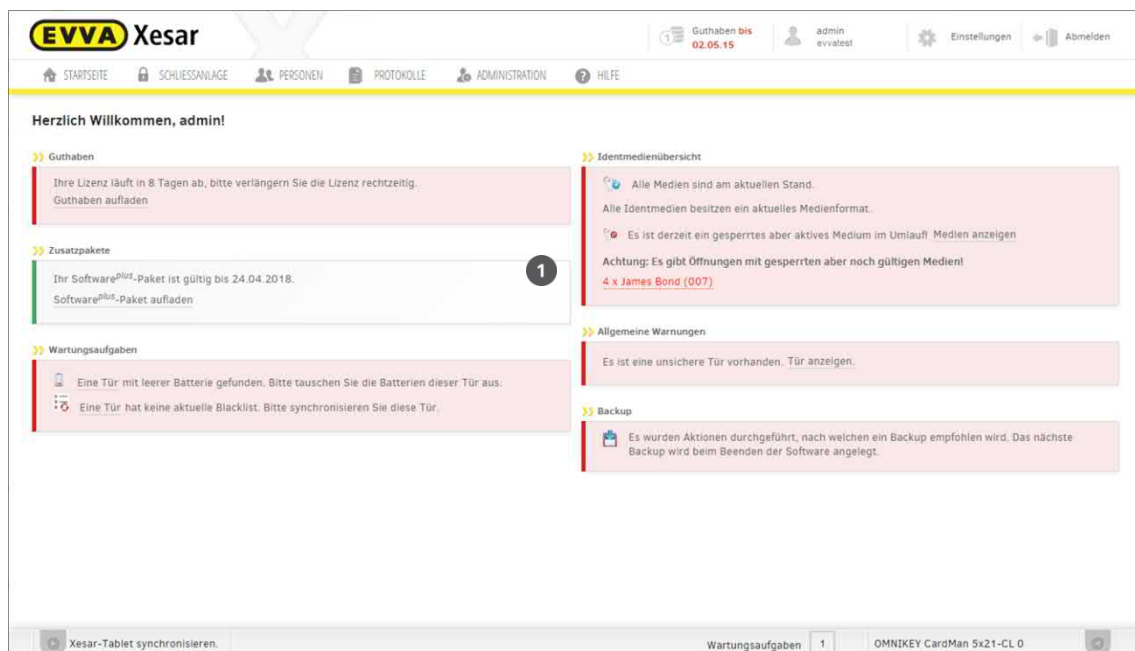 EVVA Xesar
Guthaben bis
02.05.15
admin
evvatest
Einstellungen
Abmelden
STARTSEITE SCHLIESSANLAGE PERSONEN PROTOKOLLE ADMINISTRATION HILFE
Herzlich Willkommen, admin!
Guthaben
Ihre Lizenz läuft in 8 Tagen ab, bitte verlängern Sie die Lizenz rechtzeitig.
Guthaben aufladen
Zusatzpakete
Ihr Softwareplus-Paket ist gültig bis 24.04.2018.
Softwareplus-Paket aufladen
1
Wartungsaufgaben
Eine Tür mit leerer Batterie gefunden. Bitte tauschen Sie die Batterien dieser Tür aus.
Eine Tür hat keine aktuelle Blacklist. Bitte synchronisieren Sie diese Tür.
Identmedienübersicht
Alle Medien sind am aktuellen Stand.
Alle Identmedien besitzen ein aktuelles Medienformat.
Es ist derzeit ein gesperrtes aber aktives Medium im Umlauf! Medien anzeigen
Achtung: Es gibt Öffnungen mit gesperrten aber noch gültigen Medien!
4 x James Bond (007)
Allgemeine Warnungen
Es ist eine unsichere Tür vorhanden. Tür anzeigen.
Backup
Es wurden Aktionen durchgeführt, nach welchen ein Backup empfohlen wird. Das nächste
Backup wird beim Beenden der Software angelegt.
Xesar-Tablet synchronisieren.
Wartungsaufgaben 1
OMNIKEY CardMan 5x21-CL 0